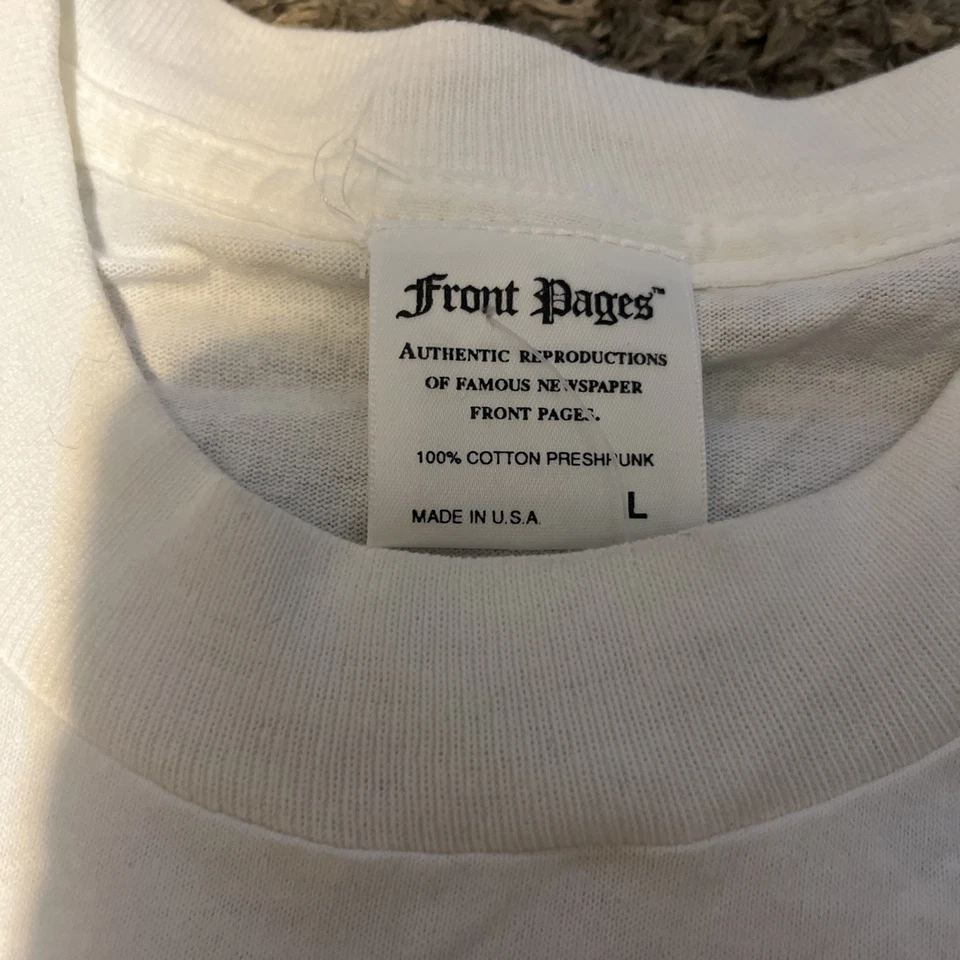 Front Pages™
AUTHENTIC REPRODUCTIONS
OF FAMOUS NEWSPAPER
FRONT PAGES.
100% COTTON PRESHRUNK
L
MADE IN U.S.A.